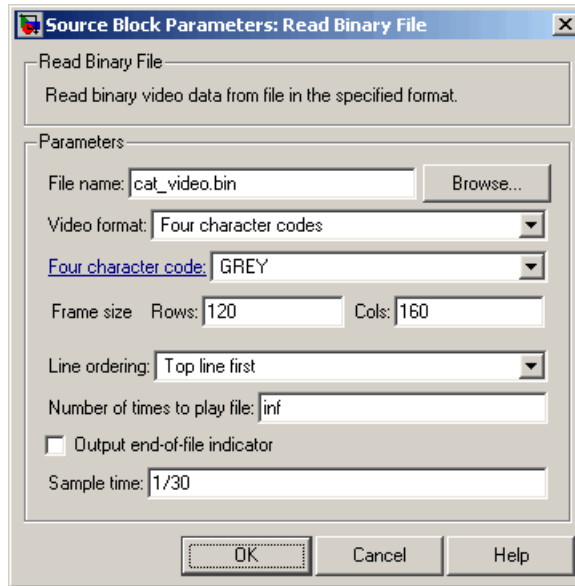 Source Block Parameters: Read Binary File
Read Binary File
Read binary video data from file in the specified format.
Parameters
File name: cat_video.bin Browse...
Video format: Four character codes
Four character code: GREY
Frame size Rows: 120 Cols: 160
Line ordering: Top line first
Number of times to play file: inf
Output end-of-file indicator
Sample time: 1/30
OK Cancel Help